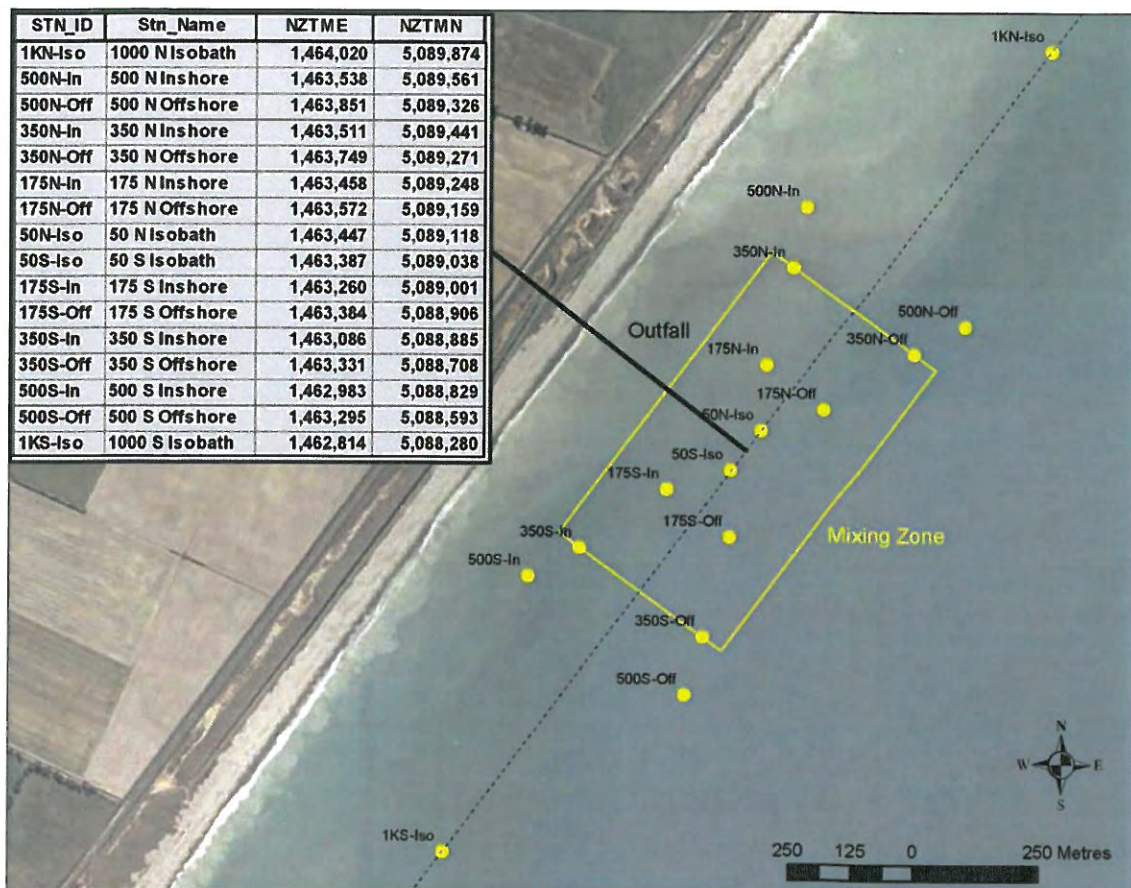 STN_ID Stn_Name NZTME NZTMN
1KN-Iso 1000 N Isobath 1,464,020 5,089,874
500N-In 500 N Inshore 1,463,538 5,089,561
500N-Off 500 N Offshore 1,463,851 5,089,326
350N-In 350 N Inshore 1,463,511 5,089,441
350N-Off 350 N Offshore 1,463,749 5,089,271
175N-In 175 N Inshore 1,463,458 5,089,248
175N-Off 175 N Offshore 1,463,572 5,089,159
50N-Iso 50 N Isobath 1,463,447 5,089,118
50S-Iso 50 S Isobath 1,463,387 5,089,038
175S-In 175 S Inshore 1,463,260 5,089,001
175S-Off 175 S Offshore 1,463,384 5,088,906
350S-In 350 S Inshore 1,463,086 5,088,885
350S-Off 350 S Offshore 1,463,331 5,088,708
500S-In 500 S Inshore 1,462,983 5,088,829
500S-Off 500 S Offshore 1,463,295 5,088,593
1KS-Iso 1000 S Isobath 1,462,814 5,088,280
1KN-Iso
500N-In
350N-In
500N-Off
Outfall
350N-Off
175N-In
175N-Off
50N-Iso
50S-Iso
175S-In
175S-Off
Mixing Zone
350S-In
500S-In
350S-Off
500S-Off
N
W E
S
1KS-Iso
250 125 0 250 Metres